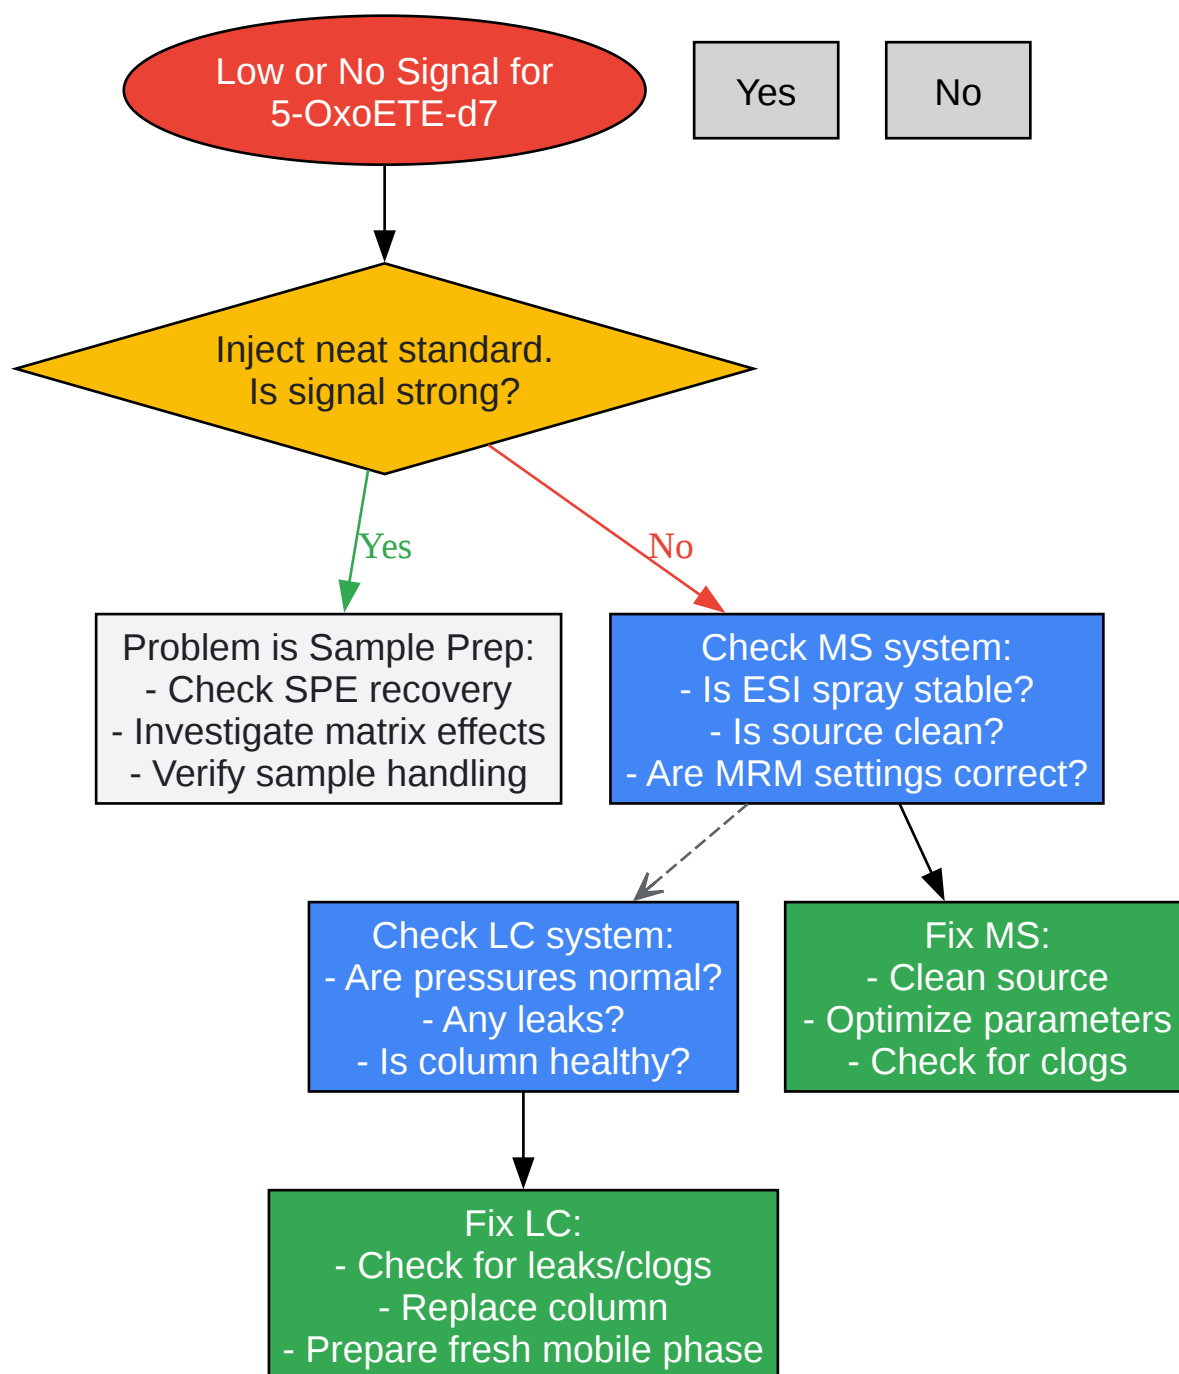 Low or No Signal for
5-OxoETE-d7
Yes
No
Inject neat standard.
Is signal strong?
Yes
No
Problem is Sample Prep:
- Check SPE recovery
- Investigate matrix effects
- Verify sample handling
Check MS system:
- Is ESI spray stable?
- Is source clean?
- Are MRM settings correct?
Check LC system:
- Are pressures normal?
- Any leaks?
- Is column healthy?
Fix MS:
- Clean source
- Optimize parameters
- Check for clogs
Fix LC:
- Check for leaks/clogs
- Replace column
- Prepare fresh mobile phase